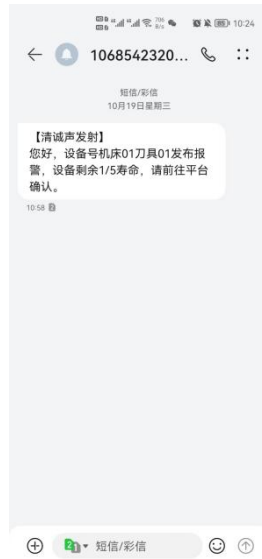 10:24
1068542320...
短信/彩信
10月19日星期三
【清诚声发射】
您好，设备号机床01刀具01发布报
警，设备剩余1/5寿命，请前往平台
确认。
10:58
短信/彩信